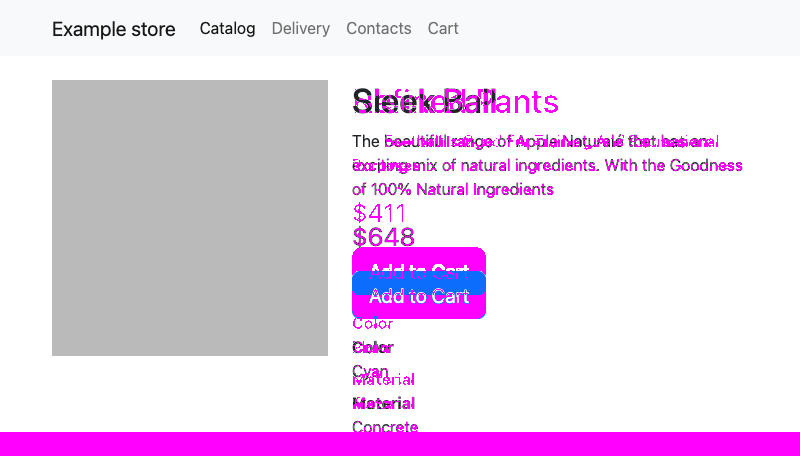 Example store Catalog Delivery Contacts Cart
Sleek Ball
The beautiful range of Apple Naturalé that has an
exciting mix of natural ingredients. With the Goodness
of 100% Natural Ingredients
$411
$648
Add to Cart
Add to Cart
Color
Color
Cyan
Material
Material
Concrete